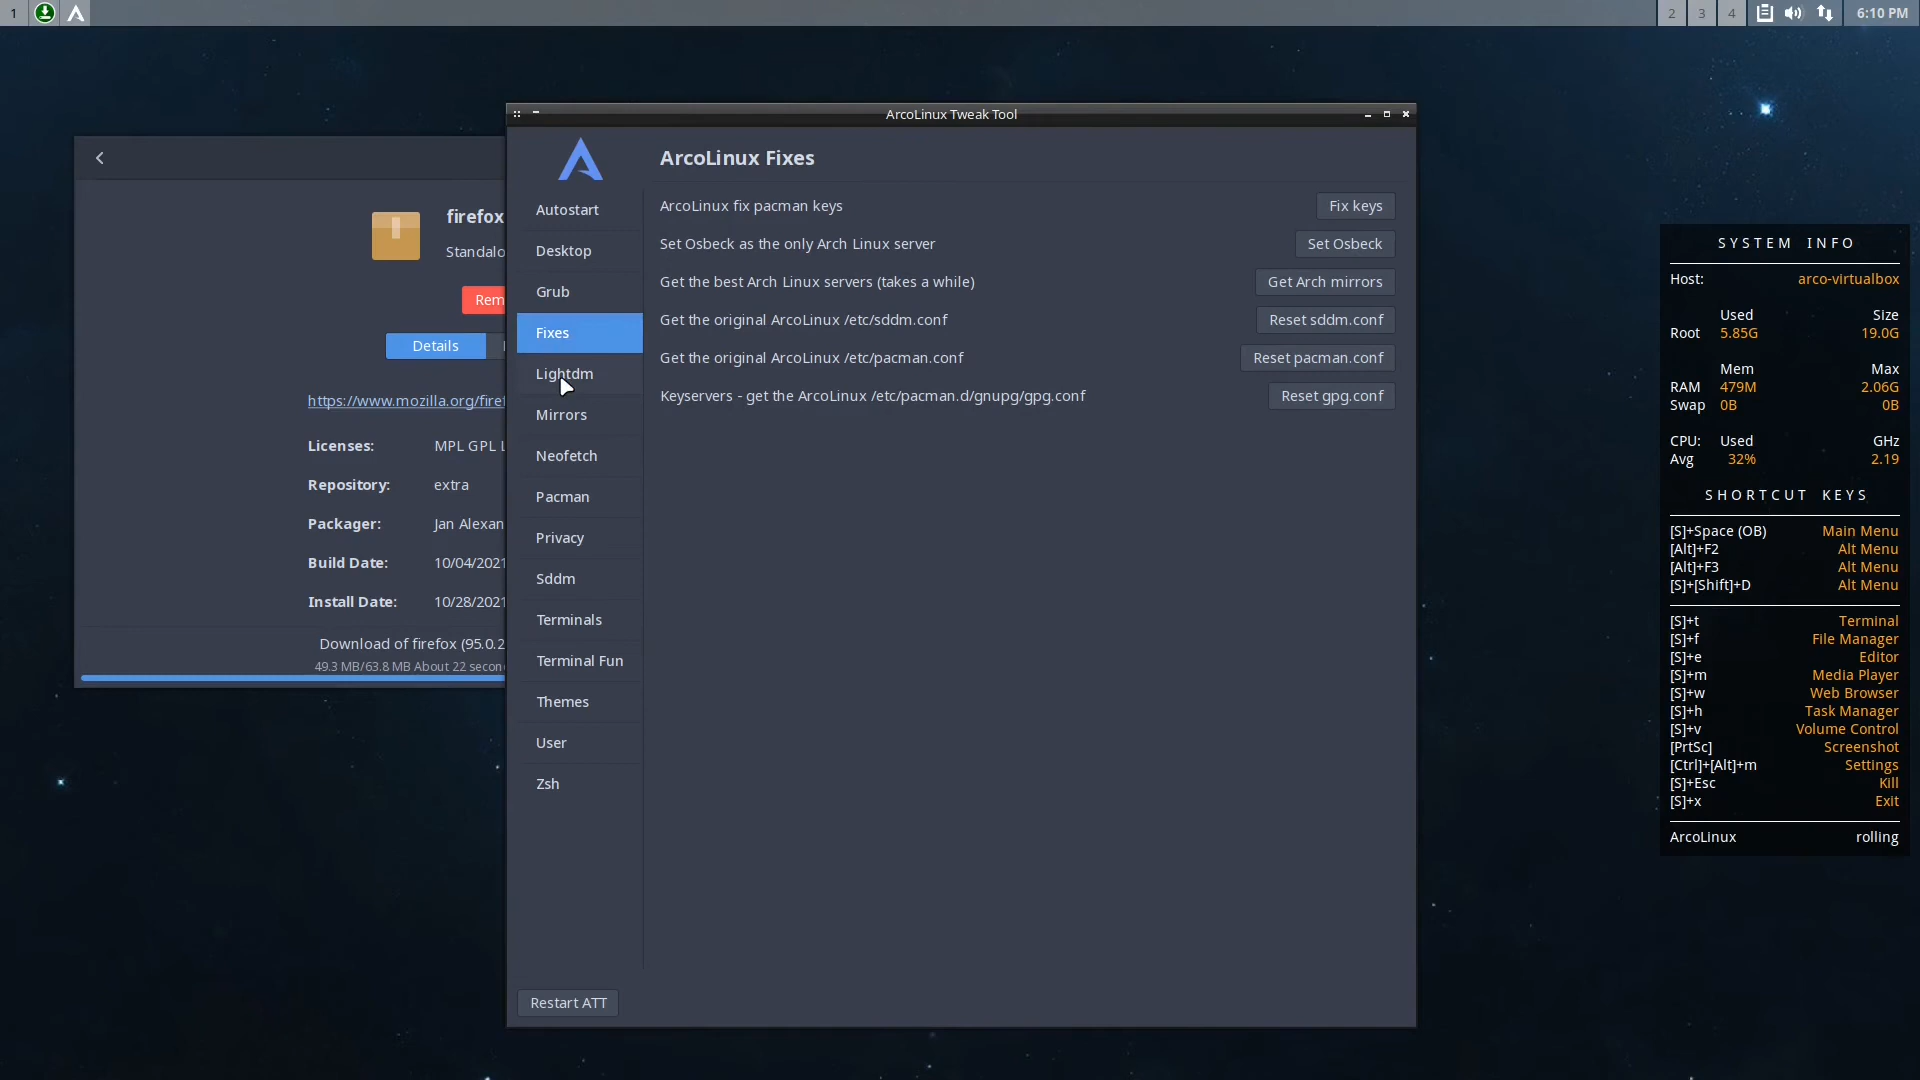 1
2 3 4 6:10 PM
ArcoLinux Tweak Tool
firefox
Standalo
Rem
Details
https://www.mozilla.org/firef
Licenses: MPL GPL L
Repository: extra
Packager: Jan Alexan
Build Date: 10/04/2021
Install Date: 10/28/2021
Download of firefox (95.0.2
49.3 MB/63.8 MB About 22 secon
Autostart
Desktop
Grub
Fixes
Lightdm
Mirrors
Neofetch
Pacman
Privacy
Sddm
Terminals
Terminal Fun
Themes
User
Zsh
Restart ATT
ArcoLinux Fixes
ArcoLinux fix pacman keys Fix keys
Set Osbeck as the only Arch Linux server Set Osbeck
Get the best Arch Linux servers (takes a while) Get Arch mirrors
Get the original ArcoLinux /etc/sddm.conf Reset sddm.conf
Get the original ArcoLinux /etc/pacman.conf Reset pacman.conf
Keyservers - get the ArcoLinux /etc/pacman.d/gnupg/gpg.conf Reset gpg.conf
SYSTEM INFO
Host: arco-virtualbox
Used Size
Root 5.85G 19.0G
Mem Max
RAM 479M 2.06G
Swap 0B 0B
CPU: Used GHz
Avg 32% 2.19
SHORTCUT KEYS
[S]+Space (OB) Main Menu
[Alt]+F2 Alt Menu
[Alt]+F3 Alt Menu
[S]+[Shift]+D Alt Menu
[S]+t Terminal
[S]+f File Manager
[S]+e Editor
[S]+m Media Player
[S]+w Web Browser
[S]+h Task Manager
[S]+v Volume Control
[PrtSc] Screenshot
[Ctrl]+[Alt]+m Settings
[S]+Esc Kill
[S]+x Exit
ArcoLinux rolling